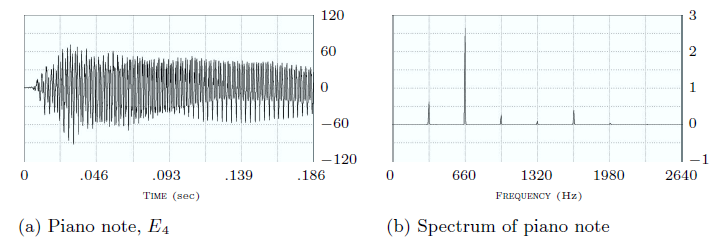 120
60
0
−60
−120
0 .046 .093 .139 .186
TIME (sec)
(a) Piano note, E4
3
2
1
0
−1
0 660 1320 1980 2640
FREQUENCY (Hz)
(b) Spectrum of piano note